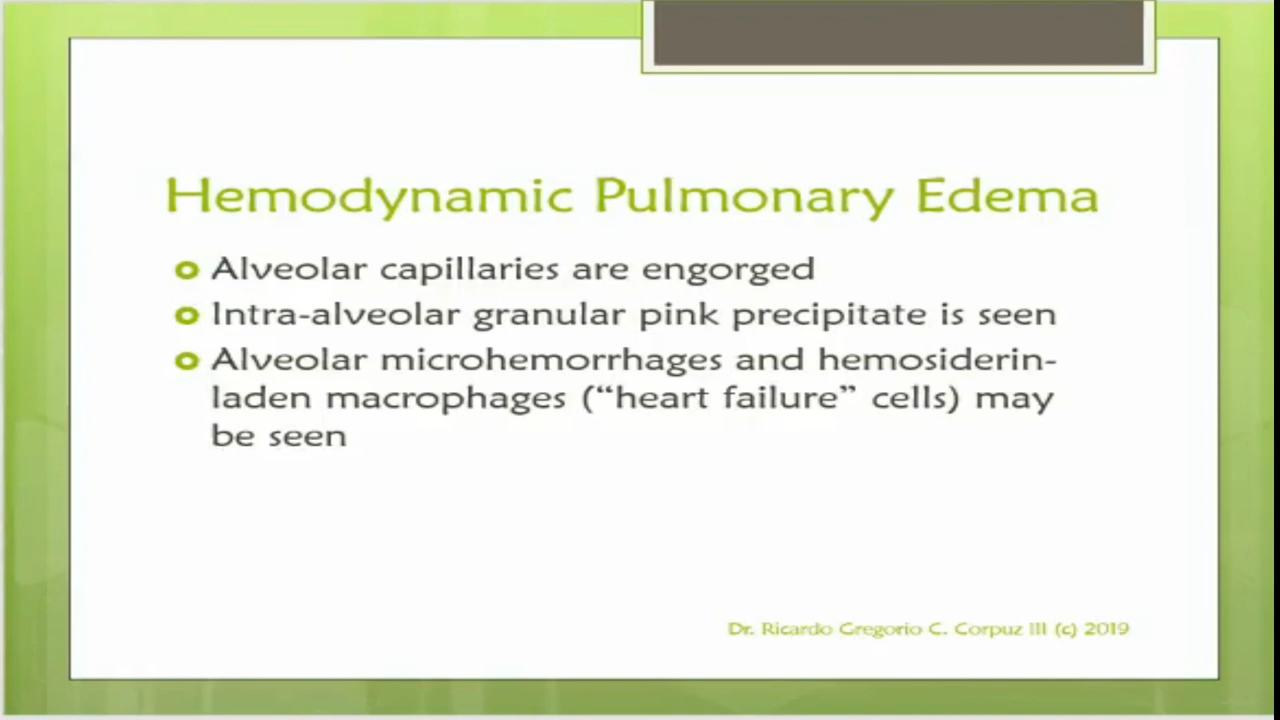 Hemodynamic Pulmonary Edema
Alveolar capillaries are engorged
Intra-alveolar granular pink precipitate is seen
Alveolar microhemorrhages and hemosiderin-
laden macrophages (“heart failure” cells) may
be seen
Dr. Ricardo Gregorio C. Corpuz III (c) 2019